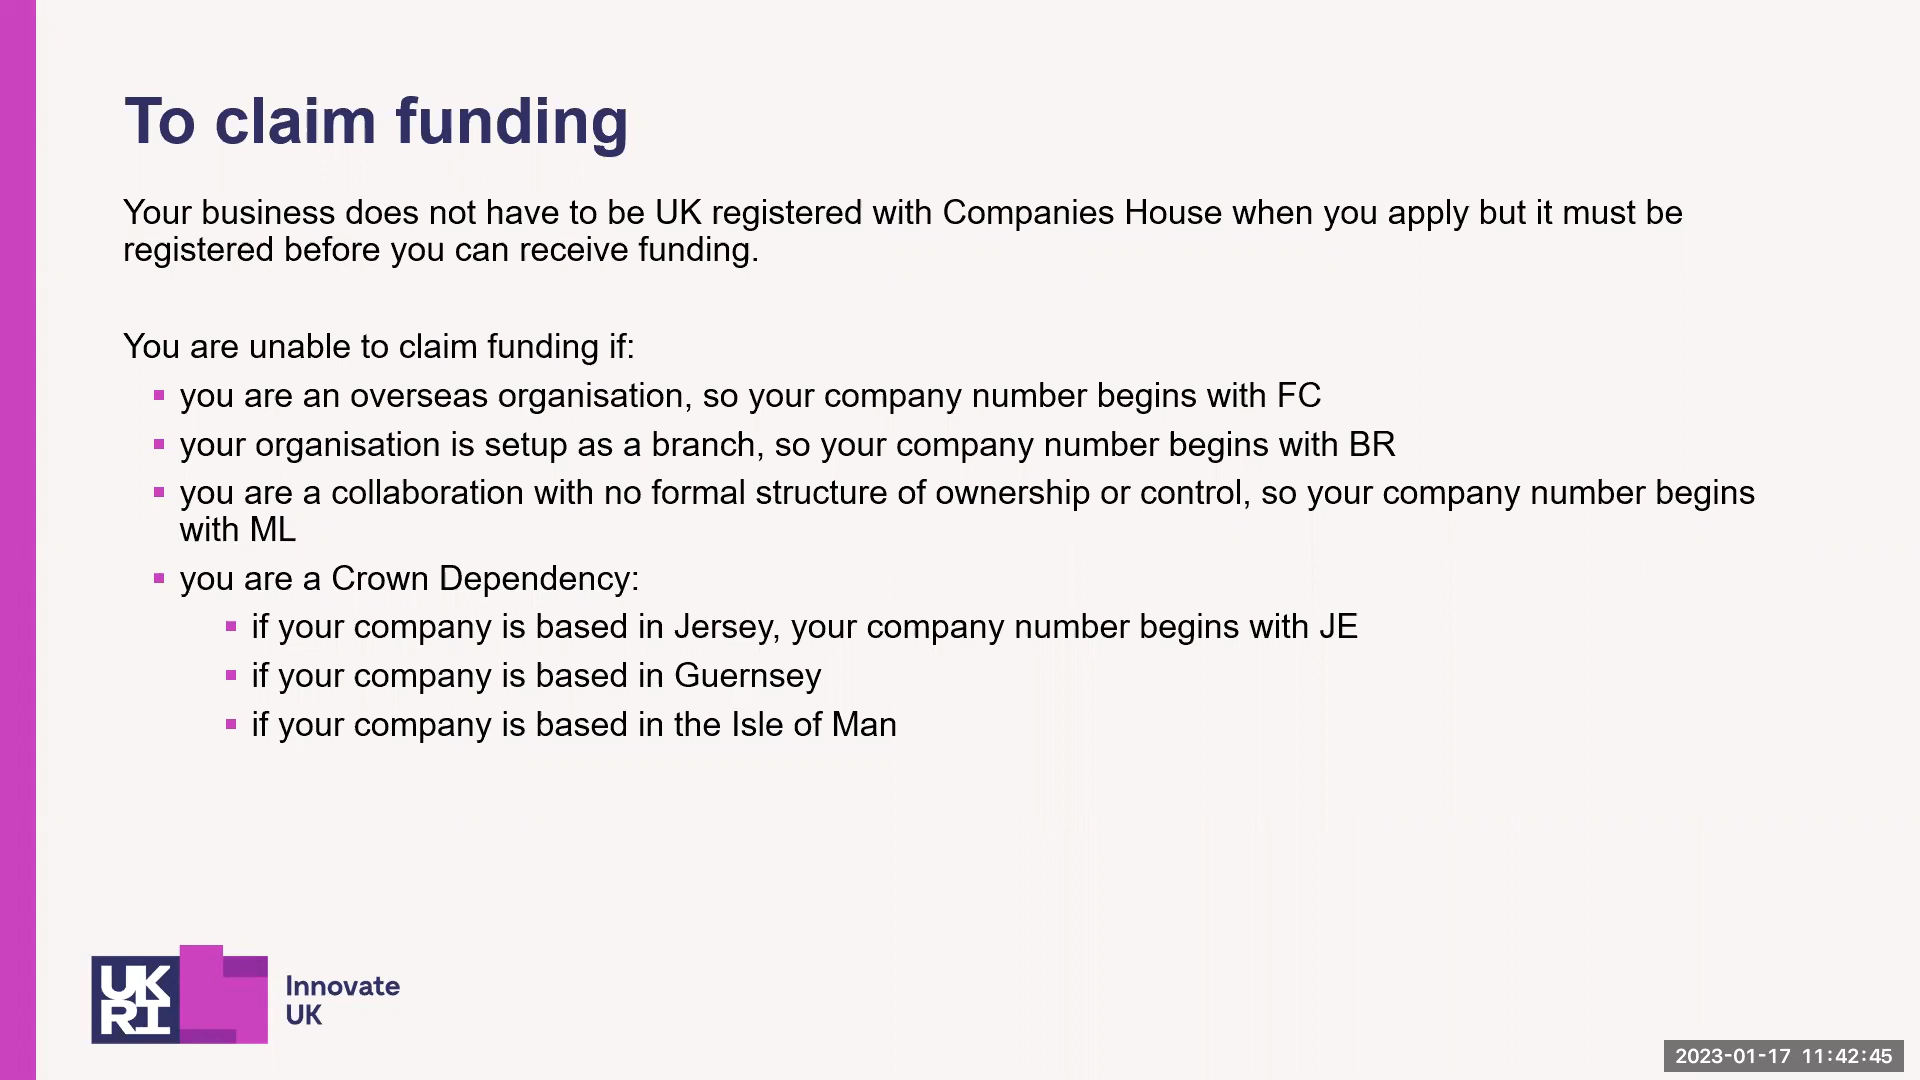 To claim funding
Your business does not have to be UK registered with Companies House when you apply but it must be
registered before you can receive funding.
You are unable to claim funding if:
you are an overseas organisation, so your company number begins with FC
your organisation is setup as a branch, so your company number begins with BR
you are a collaboration with no formal structure of ownership or control, so your company number begins
with ML
you are a Crown Dependency:
if your company is based in Jersey, your company number begins with JE
if your company is based in Guernsey
if your company is based in the Isle of Man
UK
RI
Innovate
UK
2023-01-17 11:42:45